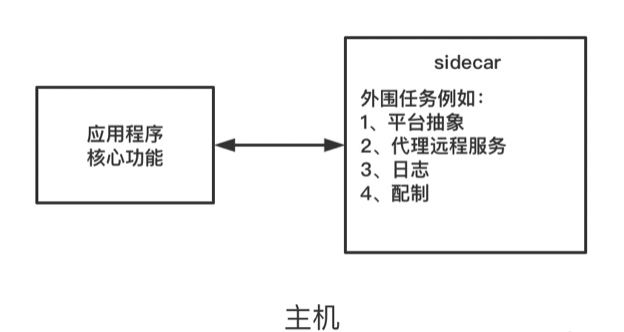 应用程序
核心功能
sidecar
外围任务例如：
1、平台抽象
2、代理远程服务
3、日志
4、配制
主机